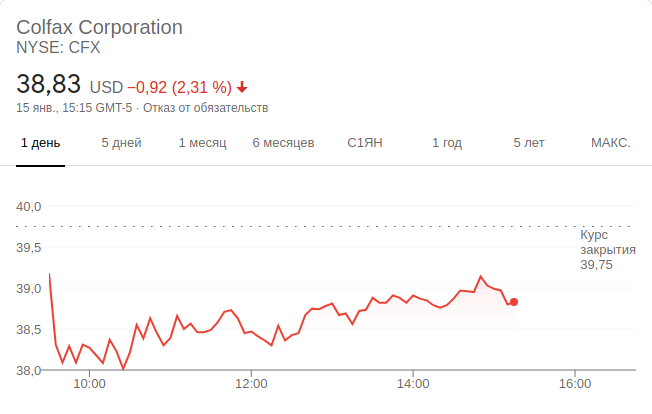 Colfax Corporation
NYSE: CFX
38,83 USD −0,92 (2,31 %)
15 янв., 15:15 GMT-5 · Отказ от обязательств
1 день 5 дней 1 месяц 6 месяцев С1ЯН 1 год 5 лет МАКС.
40,0
Курс
39,5 закрытия
39,75
39,0
38,5
38,0
10:00 12:00 14:00 16:00